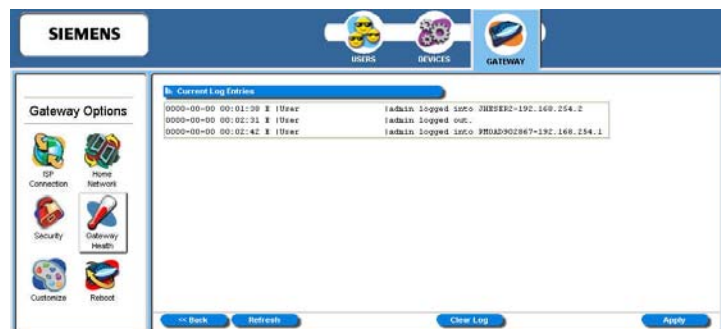 SIEMENS
USERS
DEVICES
GATEWAY
Gateway Options
ISP Connection
Home Network
Security
Gateway Health
Customize
Reboot
Current Log Entries
0000-00-00 00:01:30 E |User |admin logged into JHESER2-192.168.254.2
0000-00-00 00:02:31 E |User |admin logged out.
0000-00-00 00:02:42 E |User |admin logged into PMOAD902867-192.168.254.1
<< Back
Refresh
Clear Log
Apply